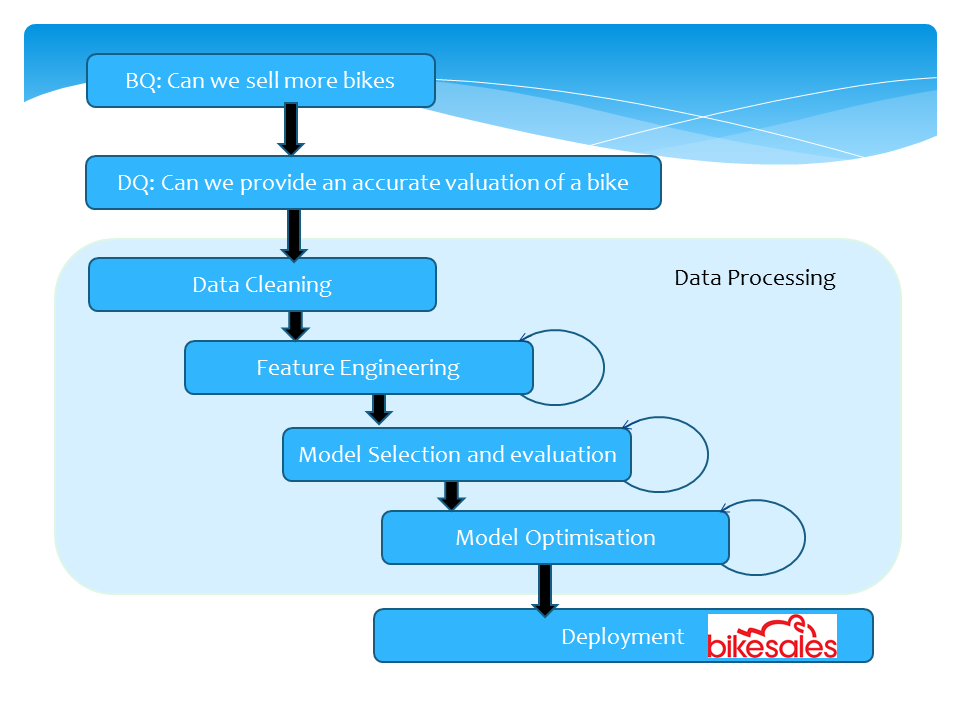 BQ: Can we sell more bikes
DQ: Can we provide an accurate valuation of a bike
Data Processing
Data Cleaning
Feature Engineering
Model Selection and evaluation
Model Optimisation
Deployment
bikesales